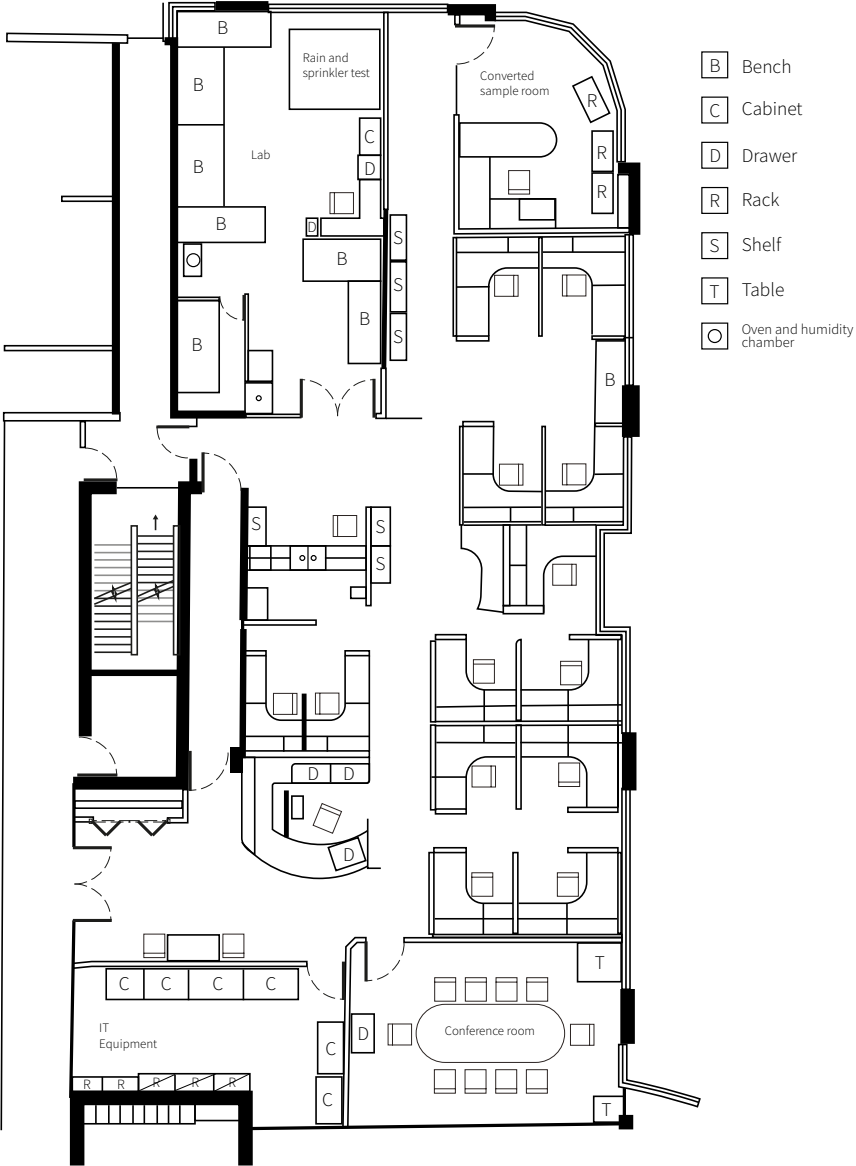 B
Rain and
sprinkler test
Converted
sample room
B
R
B
Bench
C
Cabinet
C
Lab
R
D
Drawer
B
D
R
R
Rack
B
D
S
S
Shelf
B
S
T
Table
B
S
B
Oven and humidity
chamber
B
S
S
S
D
D
D
T
C
C
C
C
IT
Equipment
C
D
Conference room
R
R
R
R
R
C
T